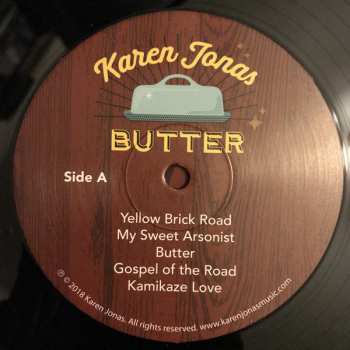 Karen Jonas
BUTTER
Side A
Yellow Brick Road
My Sweet Arsonist
Butter
Gospel of the Road
Kamikaze Love
℗ © 2018 Karen Jonas. All rights reserved. www.karenjonasmusic.com